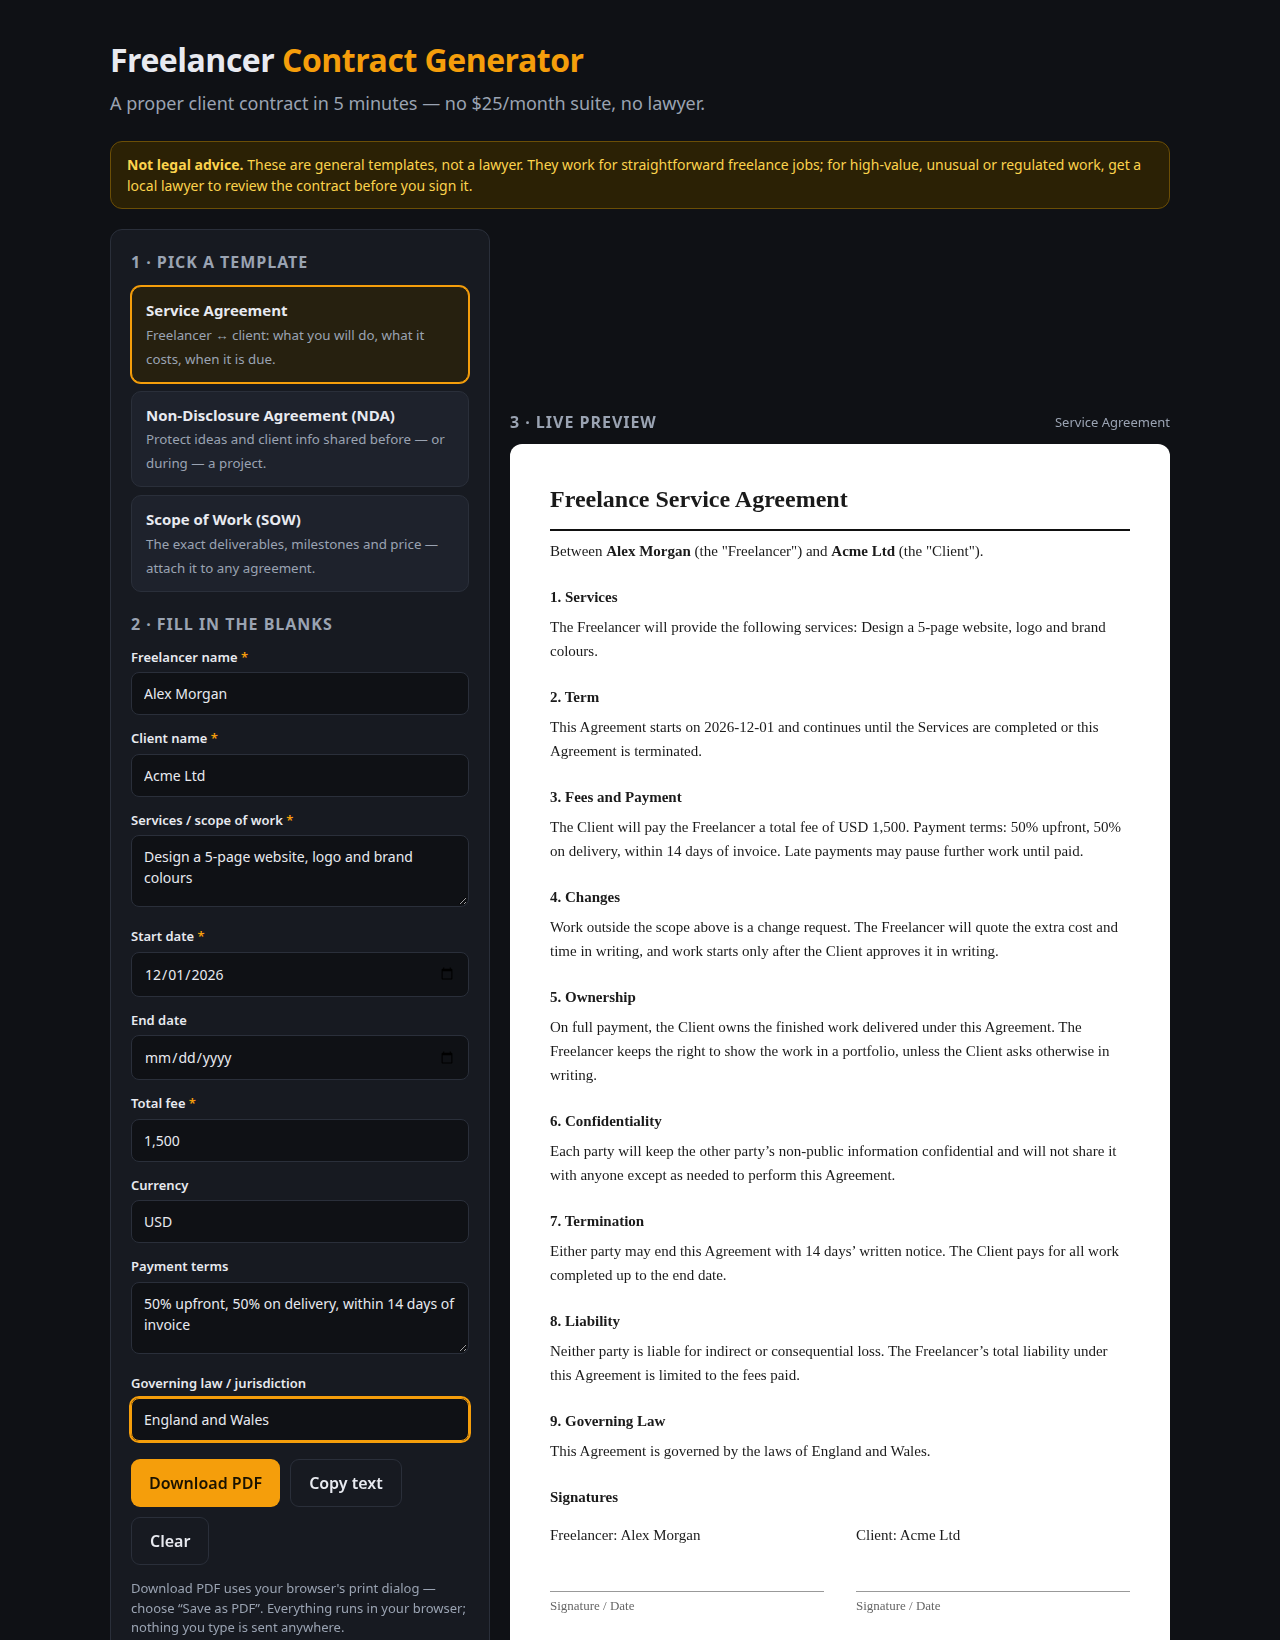 Freelancer Contract Generator
A proper client contract in 5 minutes — no $25/month suite, no lawyer.
Not legal advice. These are general templates, not a lawyer. They work for straightforward freelance jobs; for high-value, unusual or regulated work, get a
local lawyer to review the contract before you sign it.
1 · PICK A TEMPLATE
Service Agreement
Freelancer ↔ client: what you will do, what it
costs, when it is due.
Non-Disclosure Agreement (NDA)
Protect ideas and client info shared before — or
during — a project.
Scope of Work (SOW)
The exact deliverables, milestones and price —
attach it to any agreement.
2 · FILL IN THE BLANKS
Freelancer name *
Alex Morgan
Client name *
Acme Ltd
Services / scope of work *
Design a 5-page website, logo and brand
colours
Start date *
12/01/2026
End date
mm/dd/yyyy
Total fee *
1,500
Currency
USD
Payment terms
50% upfront, 50% on delivery, within 14 days of
invoice
Governing law / jurisdiction
England and Wales
Download PDF
Copy text
Clear
Download PDF uses your browser's print dialog —
choose “Save as PDF”. Everything runs in your browser;
nothing you type is sent anywhere.
3 · LIVE PREVIEW
Service Agreement
Freelance Service Agreement
Between Alex Morgan (the "Freelancer") and Acme Ltd (the "Client").
1. Services
The Freelancer will provide the following services: Design a 5-page website, logo and brand
colours.
2. Term
This Agreement starts on 2026-12-01 and continues until the Services are completed or this
Agreement is terminated.
3. Fees and Payment
The Client will pay the Freelancer a total fee of USD 1,500. Payment terms: 50% upfront, 50%
on delivery, within 14 days of invoice. Late payments may pause further work until paid.
4. Changes
Work outside the scope above is a change request. The Freelancer will quote the extra cost and
time in writing, and work starts only after the Client approves it in writing.
5. Ownership
On full payment, the Client owns the finished work delivered under this Agreement. The
Freelancer keeps the right to show the work in a portfolio, unless the Client asks otherwise in
writing.
6. Confidentiality
Each party will keep the other party’s non-public information confidential and will not share it
with anyone except as needed to perform this Agreement.
7. Termination
Either party may end this Agreement with 14 days’ written notice. The Client pays for all work
completed up to the end date.
8. Liability
Neither party is liable for indirect or consequential loss. The Freelancer’s total liability under
this Agreement is limited to the fees paid.
9. Governing Law
This Agreement is governed by the laws of England and Wales.
Signatures
Freelancer: Alex Morgan
Client: Acme Ltd
Signature / Date
Signature / Date